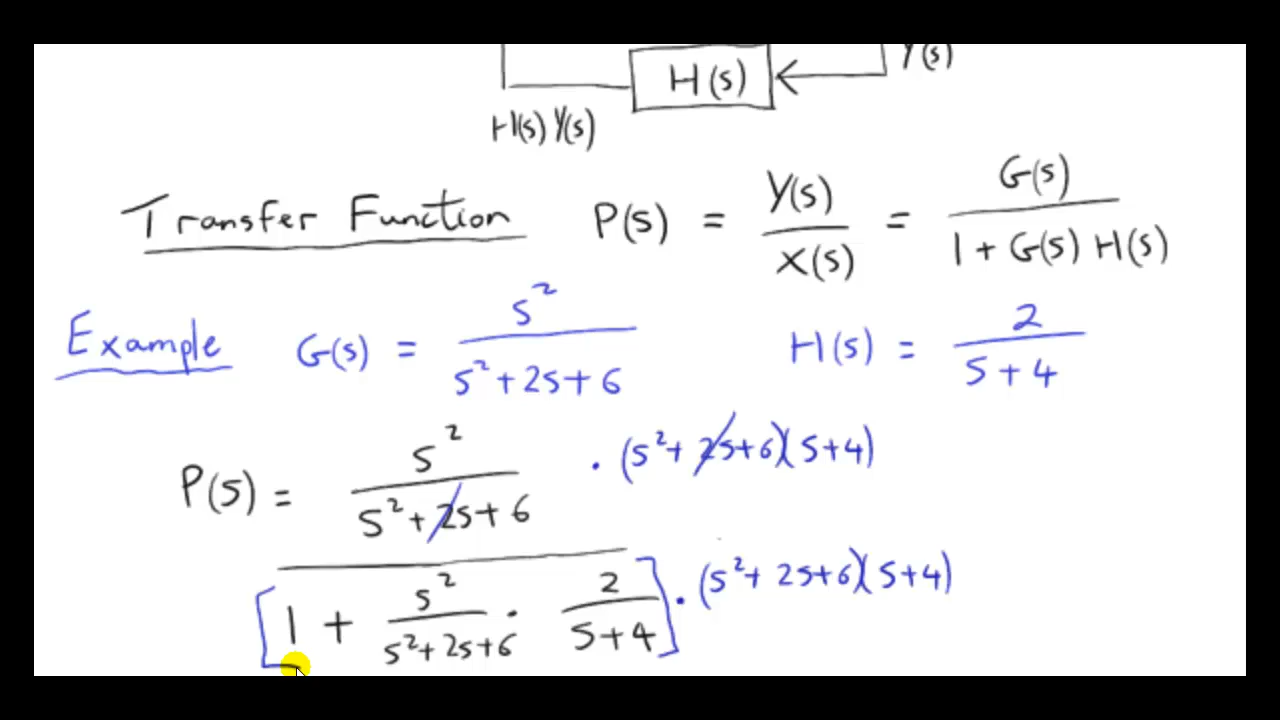 H(s) Y(s)
H(s)Y(s)
Transfer Function P(s) = Y(s)/X(s) = G(s)/(1 + G(s) H(s))
Example G(s) = s²/(s²+2s+6) H(s) = 2/(s+4)
P(s) = s²/(s²+2s+6) · (s²+2s+6)(s+4)
[1 + s²/(s²+2s+6) · 2/(s+4)] · (s²+2s+6)(s+4)